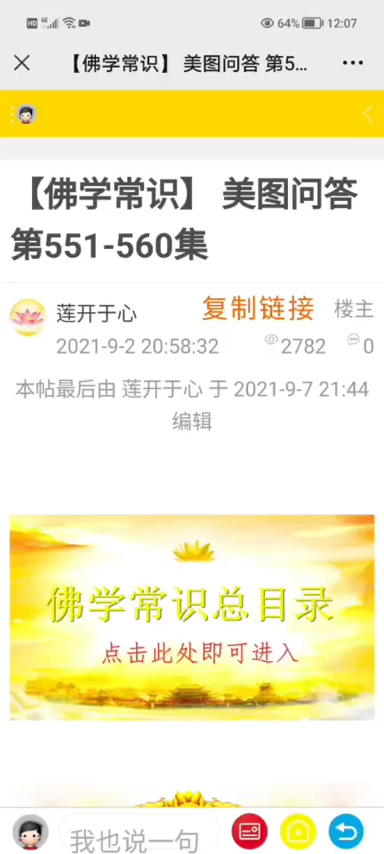 64% 12:07
【佛学常识】 美图问答 第5...
【佛学常识】 美图问答
第551-560集
莲开于心 复制链接 楼主
2021-9-2 20:58:32 2782 0
本帖最后由 莲开于心 于 2021-9-7 21:44
编辑
佛学常识总目录
点击此处即可进入
我也说一句